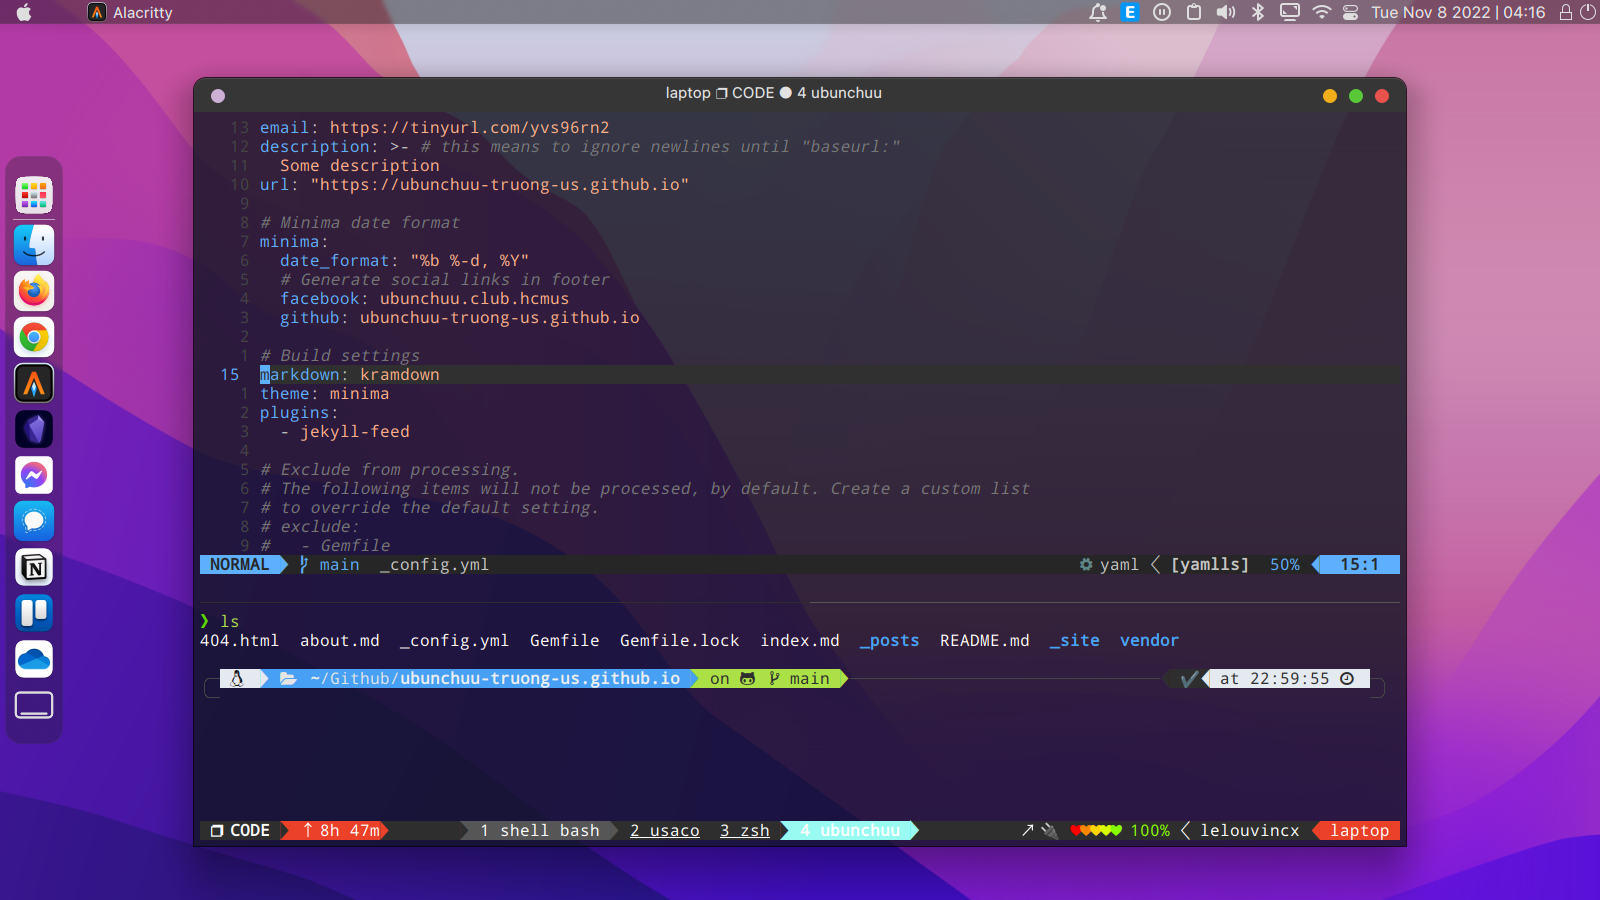 Alacritty
E
Tue Nov 8 2022 | 04:16
laptop CODE 4 ubunchuu
13 email: https://tinyurl.com/yvs96rn2
12 description: >- # this means to ignore newlines until "baseurl:"
11 Some description
10 url: "https://ubunchuu-truong-us.github.io"
9
8 # Minima date format
7 minima:
6 date_format: "%b %-d, %Y"
5 # Generate social links in footer
4 facebook: ubunchuu.club.hcmus
3 github: ubunchuu-truong-us.github.io
2
1 # Build settings
15 markdown: kramdown
1 theme: minima
2 plugins:
3 - jekyll-feed
4
5 # Exclude from processing.
6 # The following items will not be processed, by default. Create a custom list
7 # to override the default setting.
8 # exclude:
9 # - Gemfile
NORMAL main _config.yml yaml [yamlls] 50% 15:1
❯ ls
404.html about.md _config.yml Gemfile Gemfile.lock index.md _posts README.md _site vendor
~/Github/ubunchuu-truong-us.github.io on main ✔ at 22:59:55
CODE ↑ 8h 47m 1 shell bash 2 usaco 3 zsh 4 ubunchuu ↗ 100% lelouvincx laptop